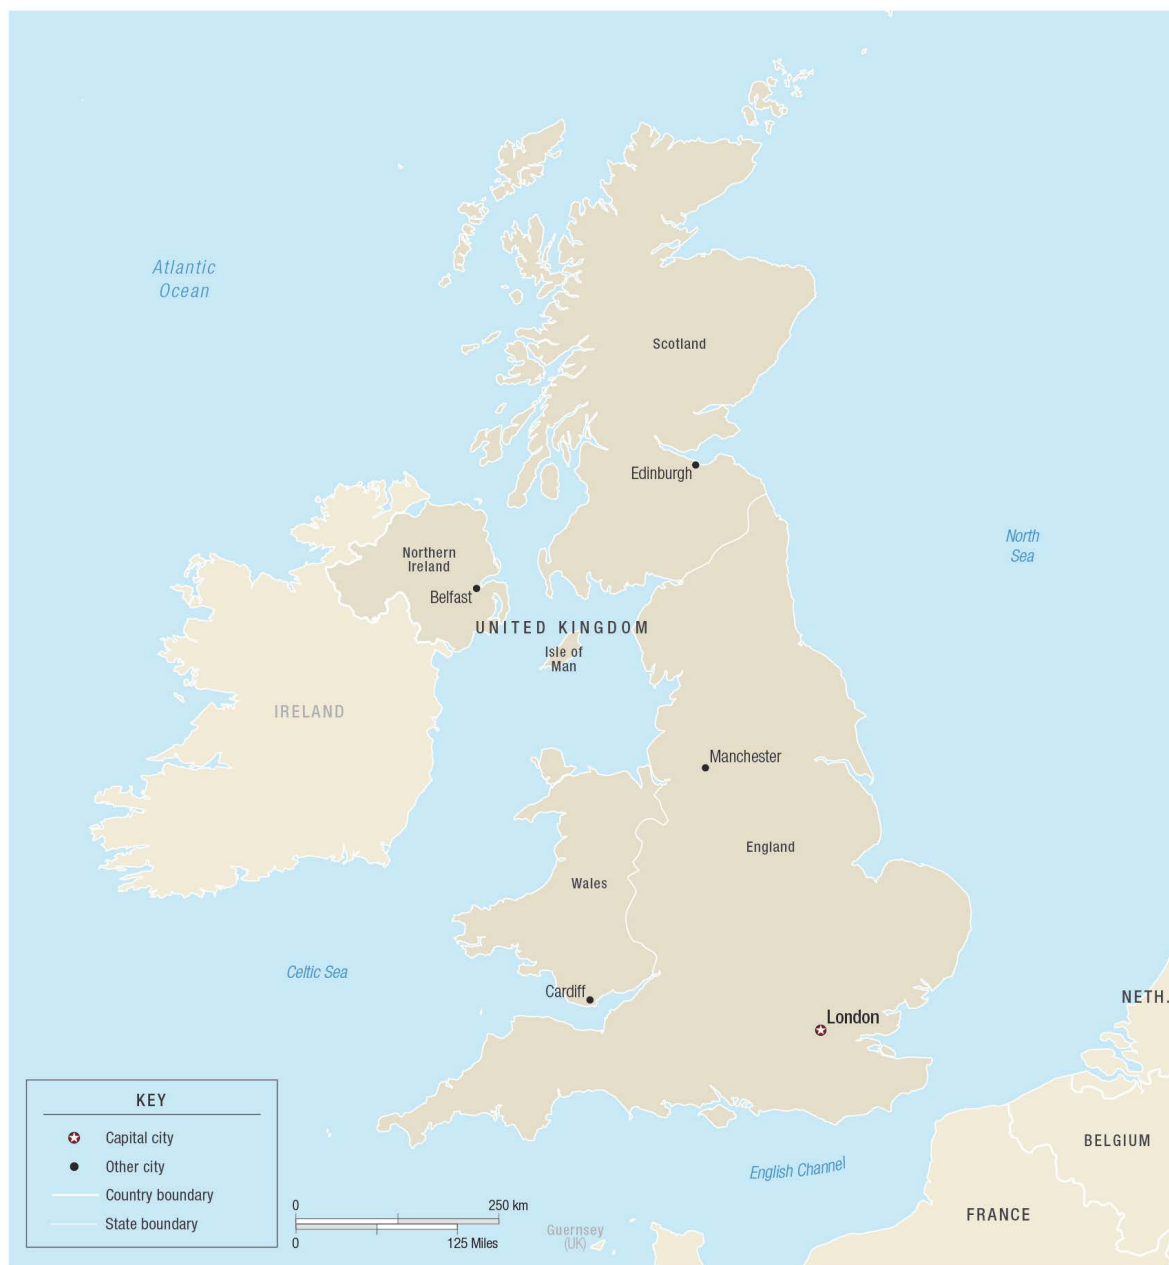 Atlantic
Ocean
Scotland
Edinburgh
North
Sea
Northern
Ireland
Belfast
UNITED KINGDOM
Isle of
Man
IRELAND
Manchester
England
Wales
Celtic Sea
Cardiff
NETH.
London
KEY
Capital city
Other city
Country boundary
State boundary
BELGIUM
English Channel
0
250 km
0
125 Miles
Guernsey
(UK)
FRANCE